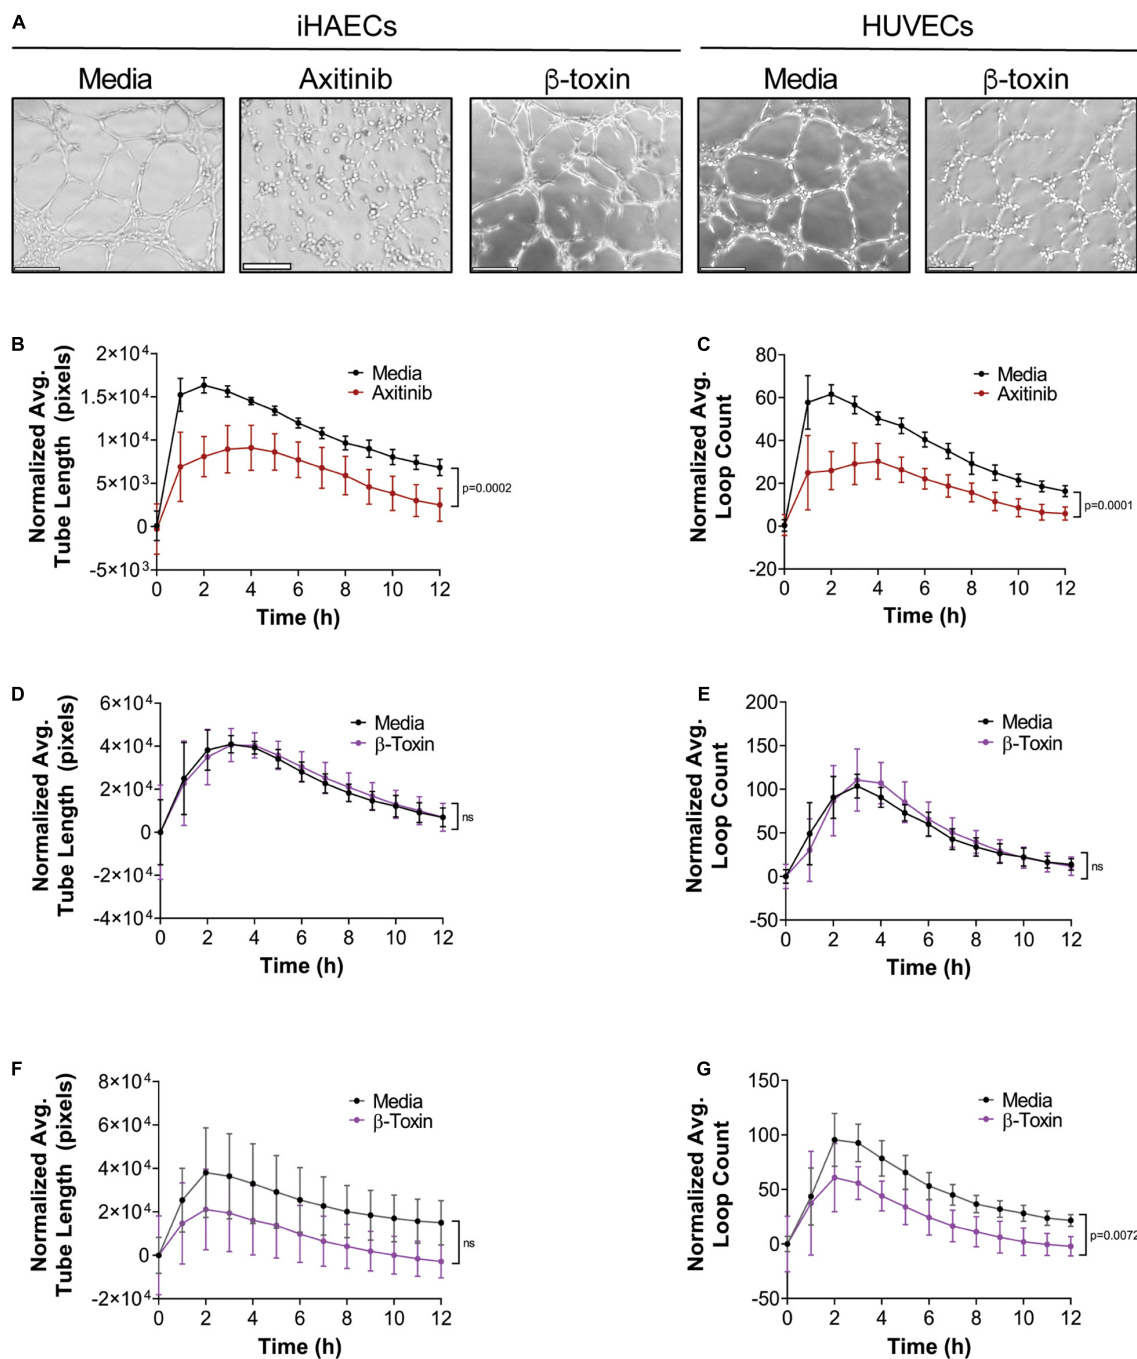 A
iHAECs
HUVECs
Media
Axitinib
β-toxin
Media
β-toxin
B
Normalized Avg.
Tube Length (pixels)
2×10⁴
1.5×10⁴
1×10⁴
5×10³
0
-5×10³
0 2 4 6 8 10 12
Time (h)
Media
Axitinib
p=0.0002
C
Normalized Avg.
Loop Count
80
60
40
20
0
-20
0 2 4 6 8 10 12
Time (h)
Media
Axitinib
p=0.0001
D
Normalized Avg.
Tube Length (pixels)
6×10⁴
4×10⁴
2×10⁴
0
-2×10⁴
-4×10⁴
0 2 4 6 8 10 12
Time (h)
Media
β-Toxin
ns
E
Normalized Avg.
Loop Count
200
150
100
50
0
-50
0 2 4 6 8 10 12
Time (h)
Media
β-Toxin
ns
F
Normalized Avg.
Tube Length (pixels)
8×10⁴
6×10⁴
4×10⁴
2×10⁴
0
-2×10⁴
0 2 4 6 8 10 12
Time (h)
Media
β-Toxin
ns
G
Normalized Avg.
Loop Count
150
100
50
0
-50
0 2 4 6 8 10 12
Time (h)
Media
β-Toxin
p=0.0072